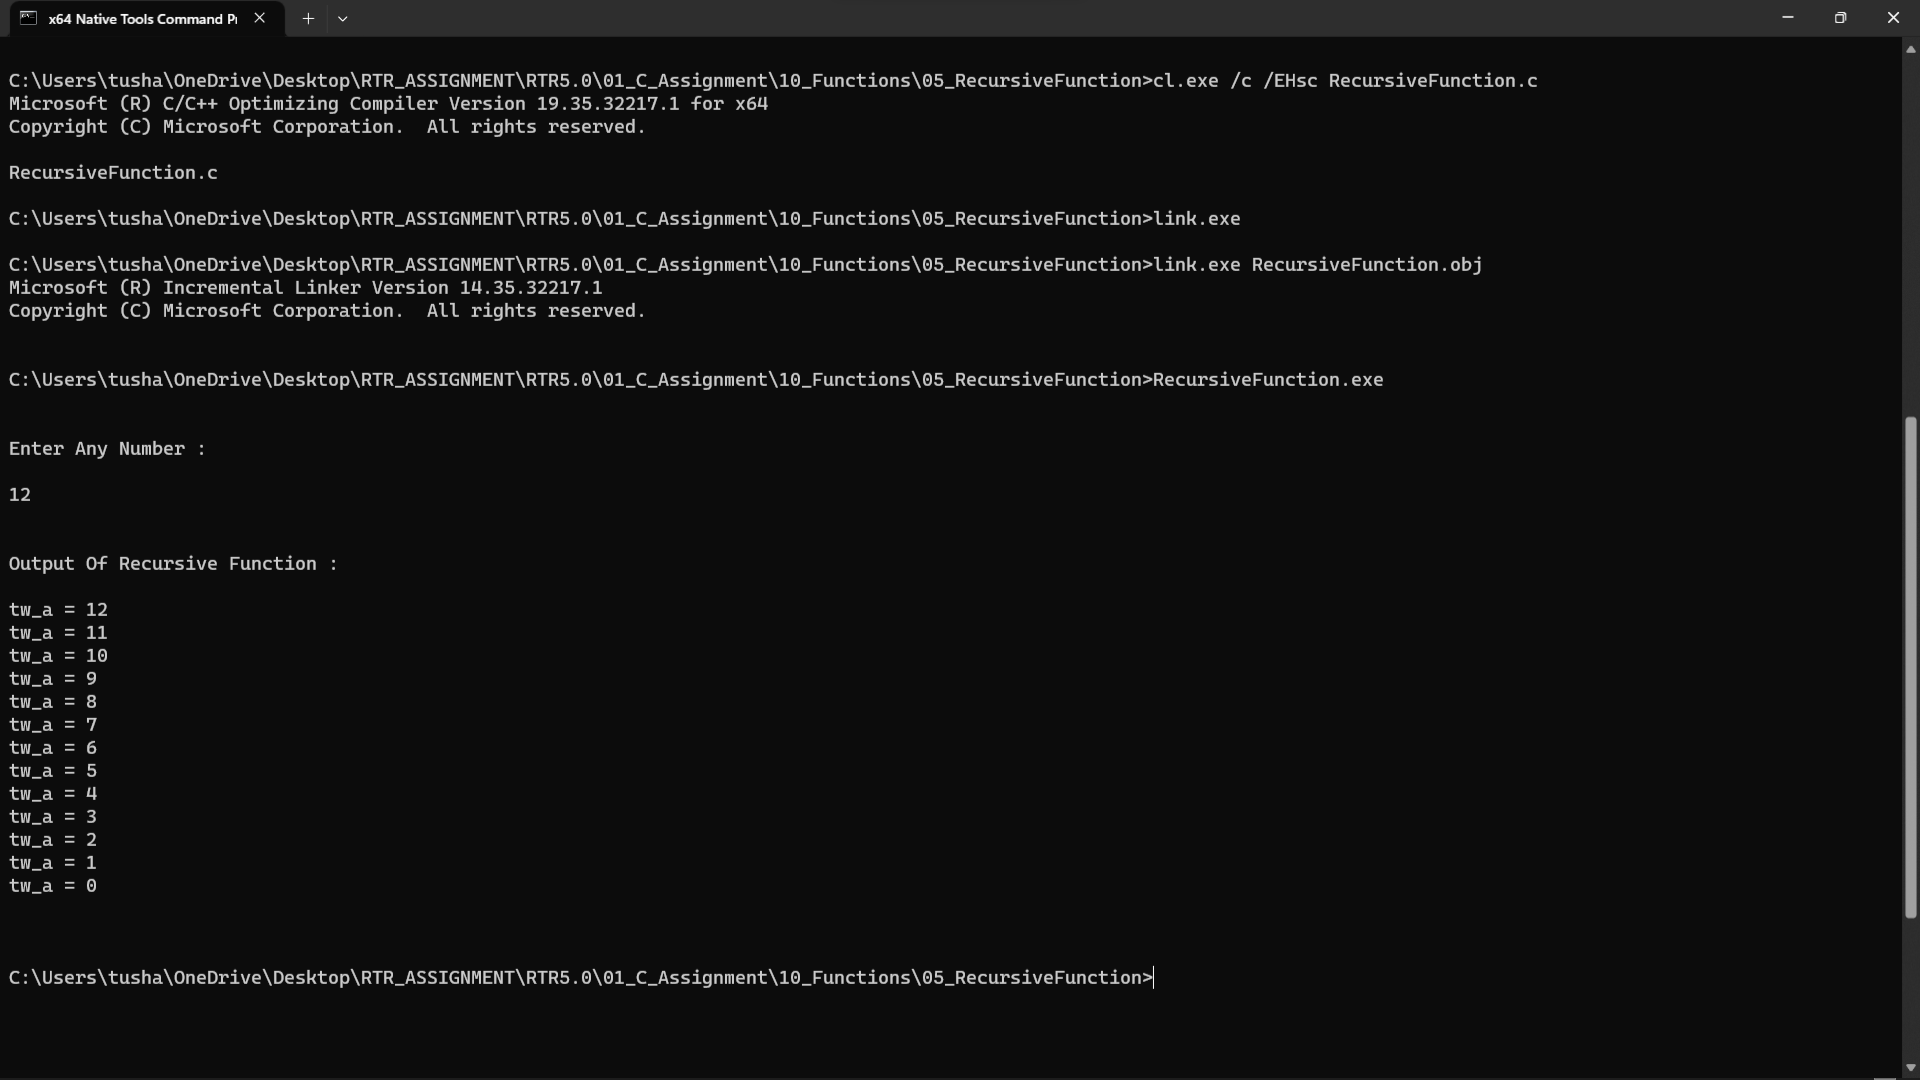 x64 Native Tools Command Pr
C:\Users\tusha\OneDrive\Desktop\RTR_ASSIGNMENT\RTR5.0\01_C_Assignment\10_Functions\05_RecursiveFunction>cl.exe /c /EHsc RecursiveFunction.c
Microsoft (R) C/C++ Optimizing Compiler Version 19.35.32217.1 for x64
Copyright (C) Microsoft Corporation.  All rights reserved.
RecursiveFunction.c
C:\Users\tusha\OneDrive\Desktop\RTR_ASSIGNMENT\RTR5.0\01_C_Assignment\10_Functions\05_RecursiveFunction>link.exe
C:\Users\tusha\OneDrive\Desktop\RTR_ASSIGNMENT\RTR5.0\01_C_Assignment\10_Functions\05_RecursiveFunction>link.exe RecursiveFunction.obj
Microsoft (R) Incremental Linker Version 14.35.32217.1
Copyright (C) Microsoft Corporation.  All rights reserved.
C:\Users\tusha\OneDrive\Desktop\RTR_ASSIGNMENT\RTR5.0\01_C_Assignment\10_Functions\05_RecursiveFunction>RecursiveFunction.exe
Enter Any Number :
12
Output Of Recursive Function :
tw_a = 12
tw_a = 11
tw_a = 10
tw_a = 9
tw_a = 8
tw_a = 7
tw_a = 6
tw_a = 5
tw_a = 4
tw_a = 3
tw_a = 2
tw_a = 1
tw_a = 0
C:\Users\tusha\OneDrive\Desktop\RTR_ASSIGNMENT\RTR5.0\01_C_Assignment\10_Functions\05_RecursiveFunction>